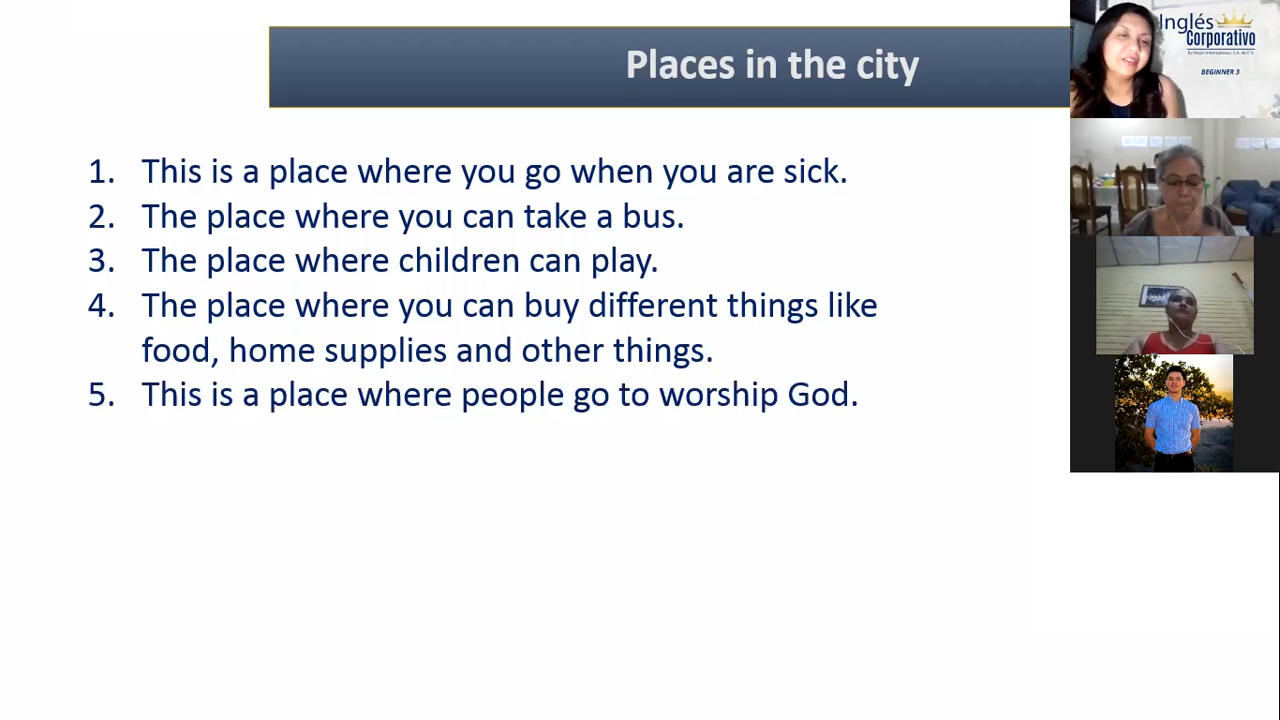 Places in the city
Inglés
Corporativo
BEGINNER 3
1. This is a place where you go when you are sick.
2. The place where you can take a bus.
3. The place where children can play.
4. The place where you can buy different things like
food, home supplies and other things.
5. This is a place where people go to worship God.